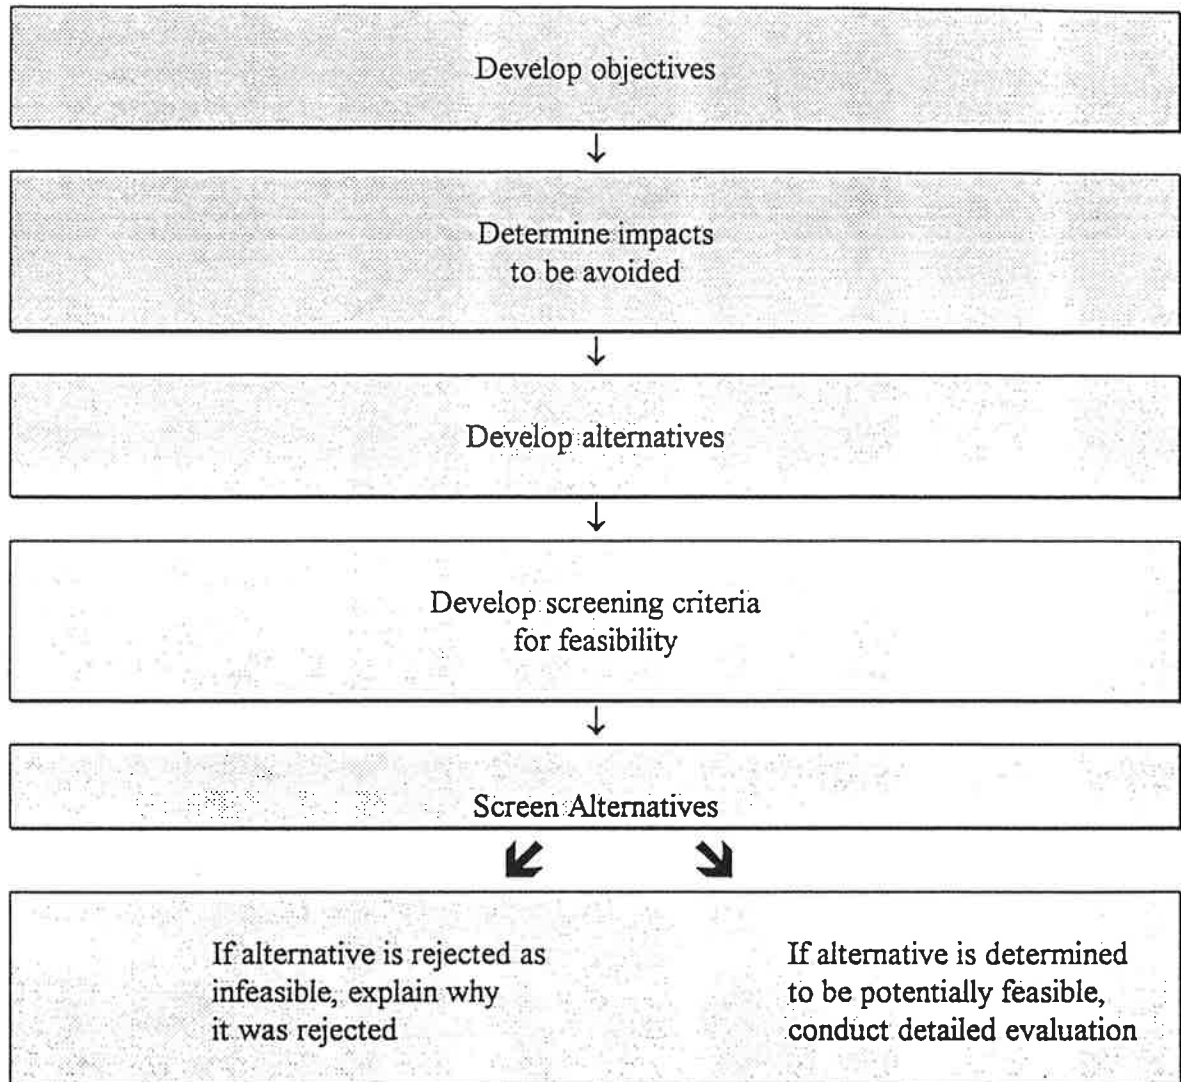 Develop objectives
Determine impacts
to be avoided
Develop alternatives
Develop screening criteria
for feasibility
Screen Alternatives
If alternative is rejected as
infeasible, explain why
it was rejected
If alternative is determined
to be potentially feasible,
conduct detailed evaluation